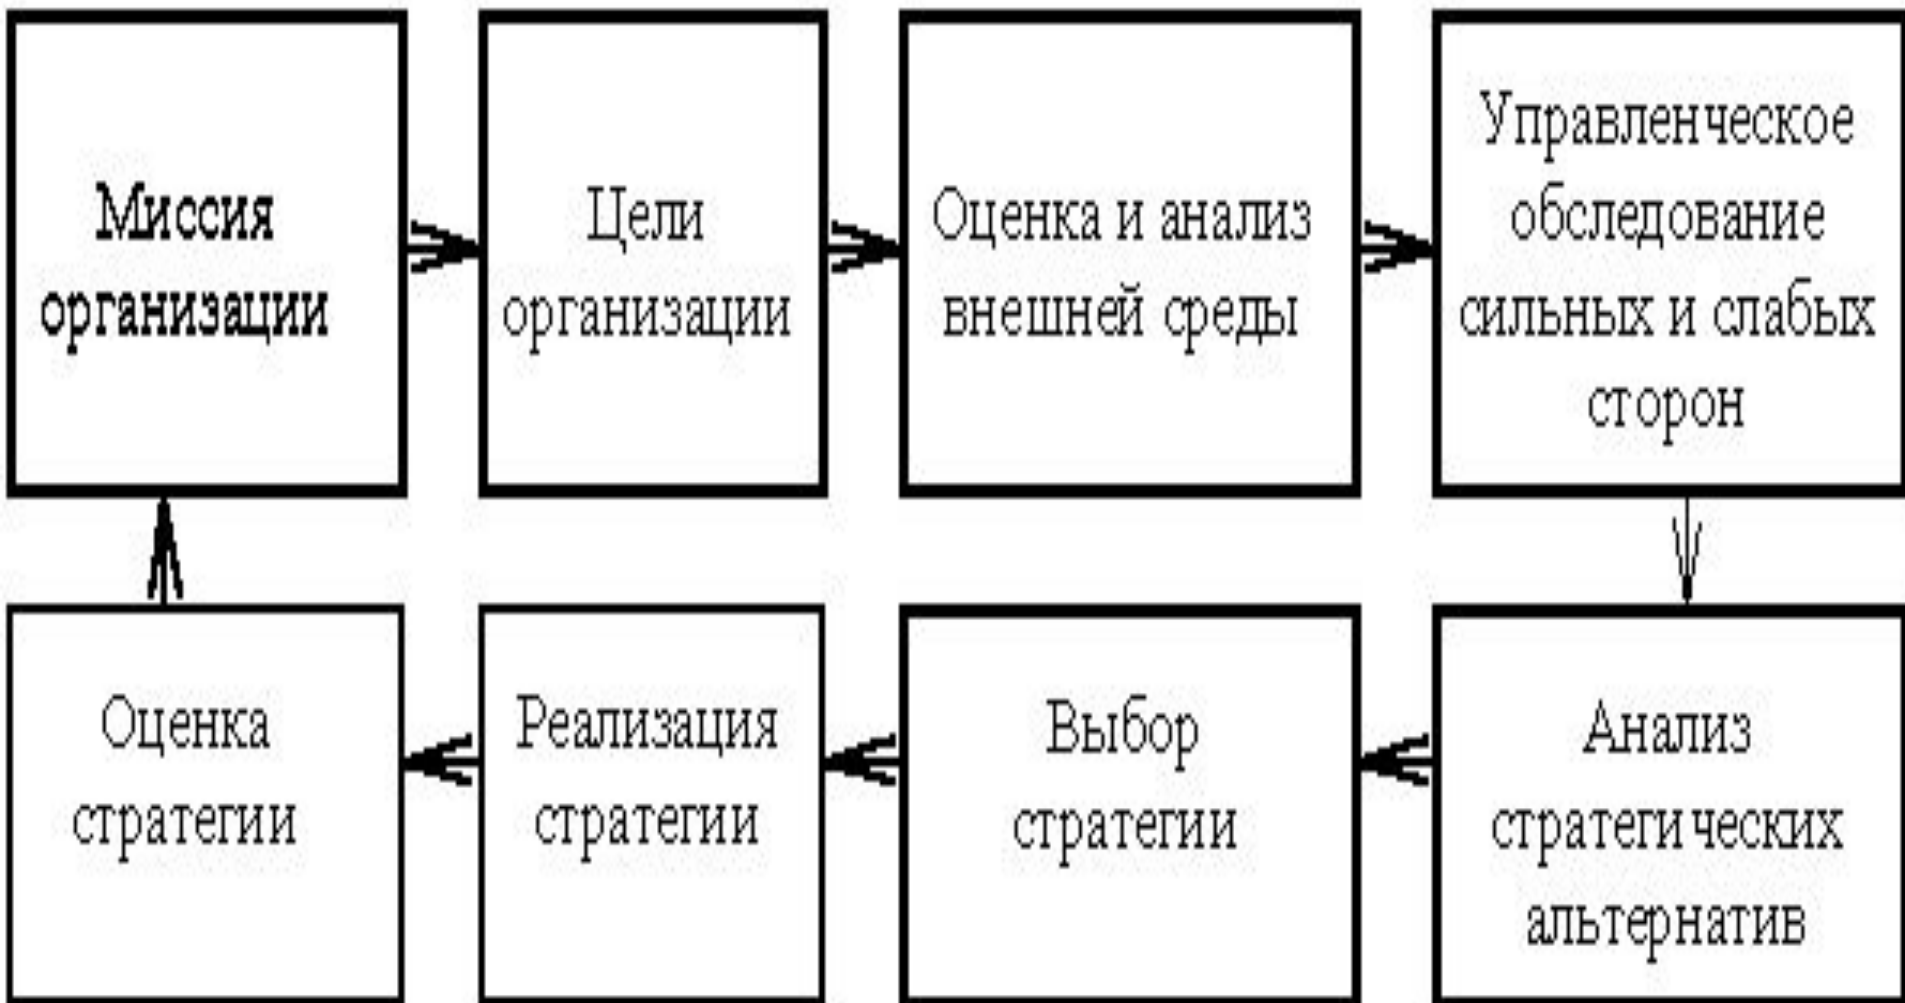 Миссия
организации
Цели
организации
Оценка и анализ
внешней среды
Управленческое
обследование
сильных и слабых
сторон
Оценка
стратегии
Реализация
стратегии
Выбор
стратегии
Анализ
стратегических
альтернатив